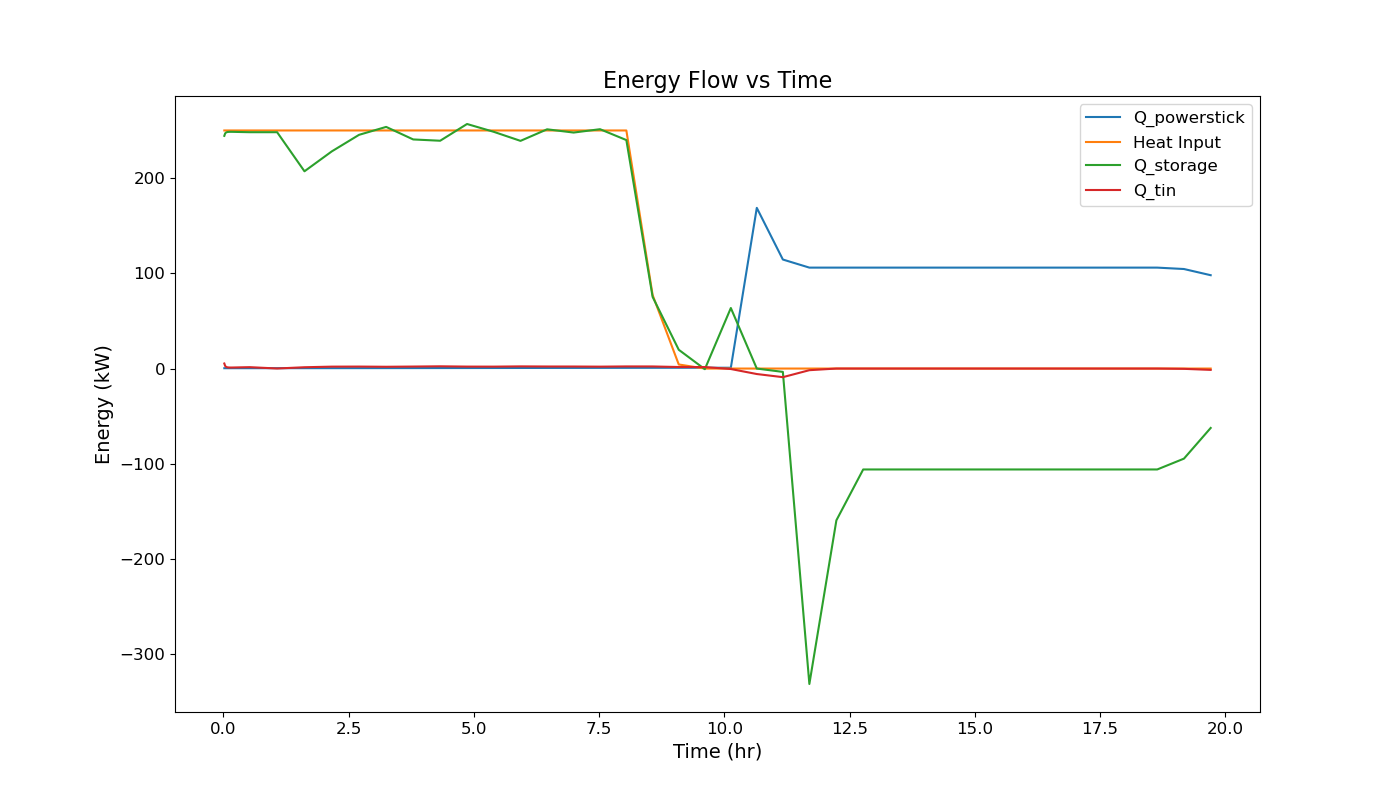 Energy Flow vs Time
Q_powerstick
Heat Input
Q_storage
Q_tin
Energy (kW)
200
100
0
−100
−200
−300
0.0 2.5 5.0 7.5 10.0 12.5 15.0 17.5 20.0
Time (hr)